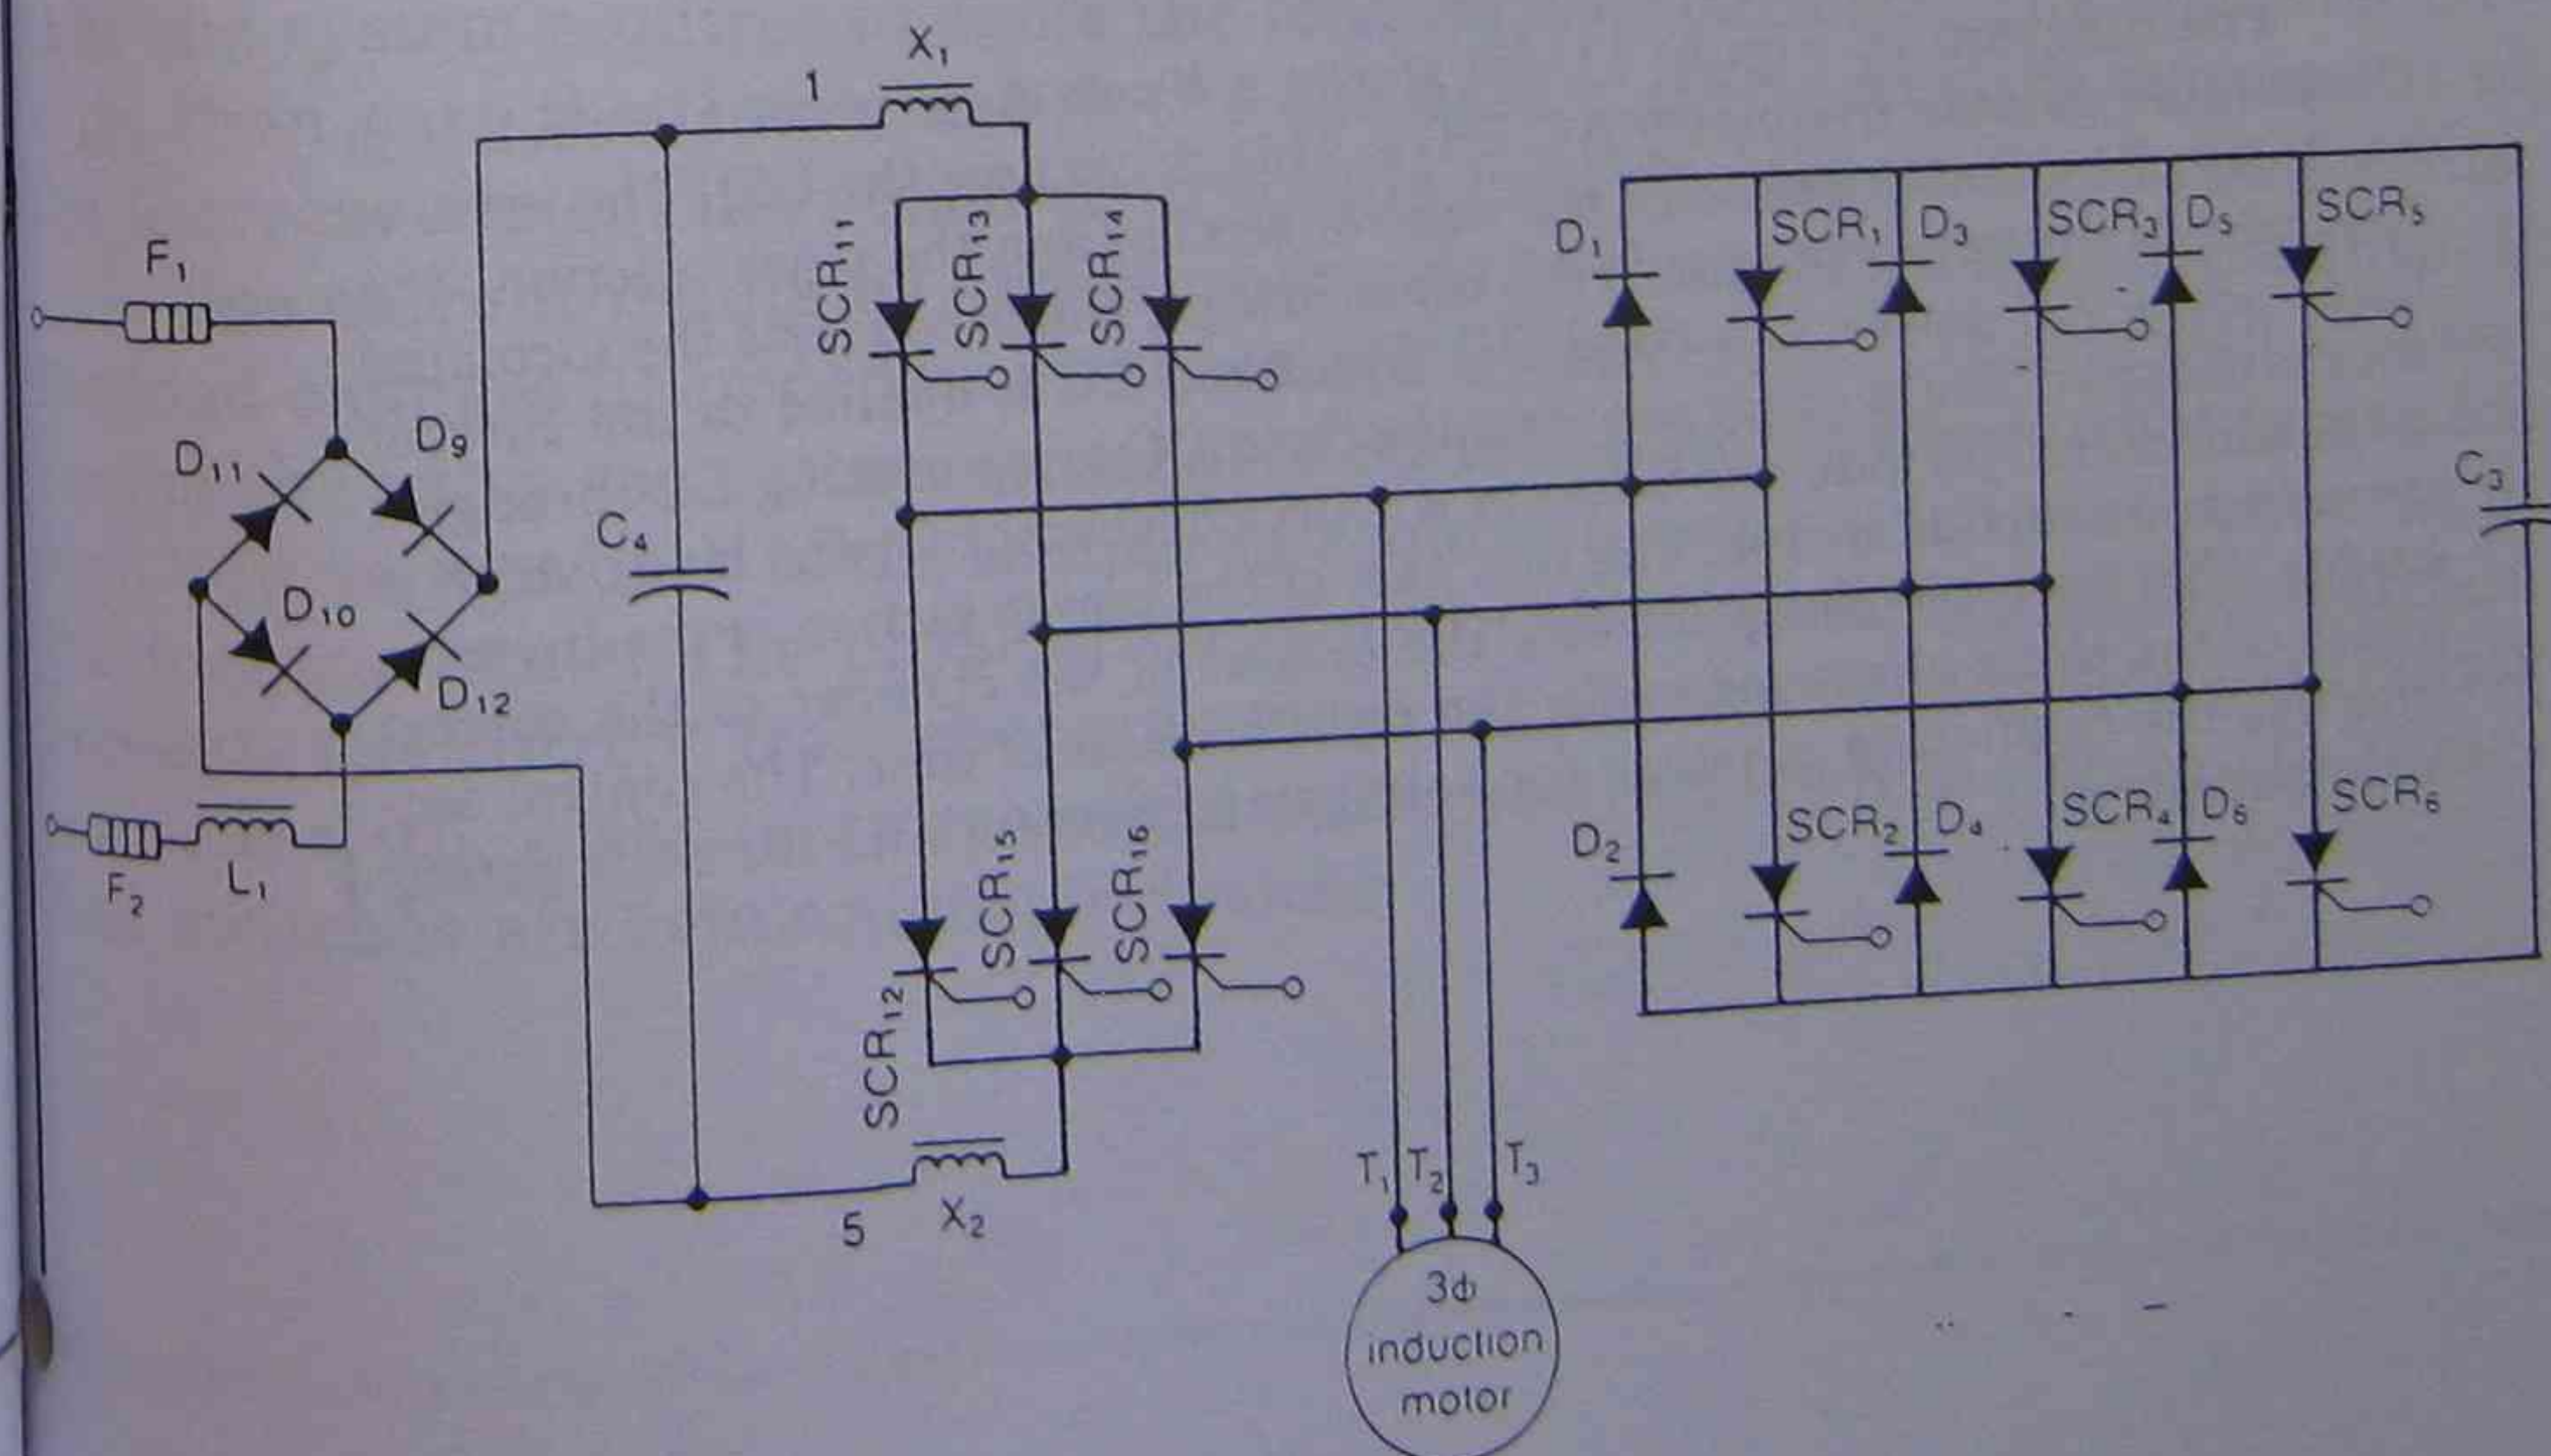 X₁
1
F₁
SCR₁₁
SCR₁₃
SCR₁₄
D₁
SCR₁
D₃
SCR₃
D₅
SCR₅
D₁₁
D₉
C₄
C₃
D₁₀
D₁₂
F₂
L₁
SCR₁₂
SCR₁₅
SCR₁₆
D₂
SCR₂
D₄
SCR₄
D₆
SCR₆
5
X₂
T₁
T₂
T₃
3ϕ
induction
motor